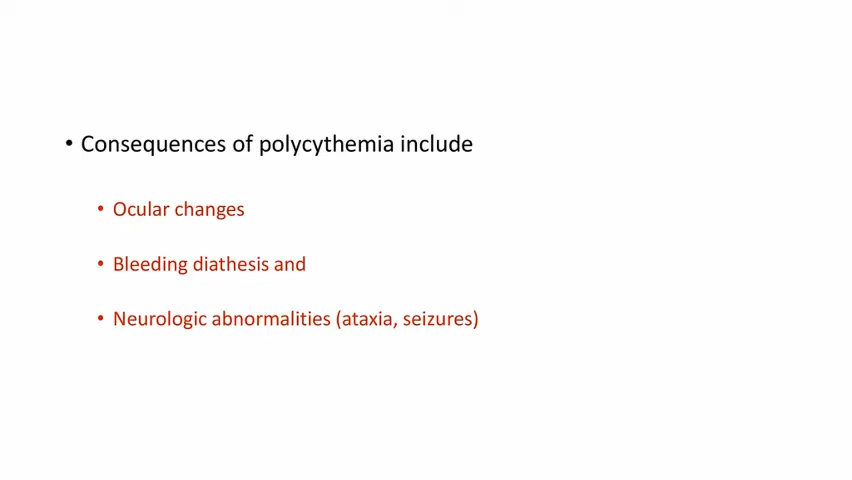 • Consequences of polycythemia include
• Ocular changes
• Bleeding diathesis and
• Neurologic abnormalities (ataxia, seizures)